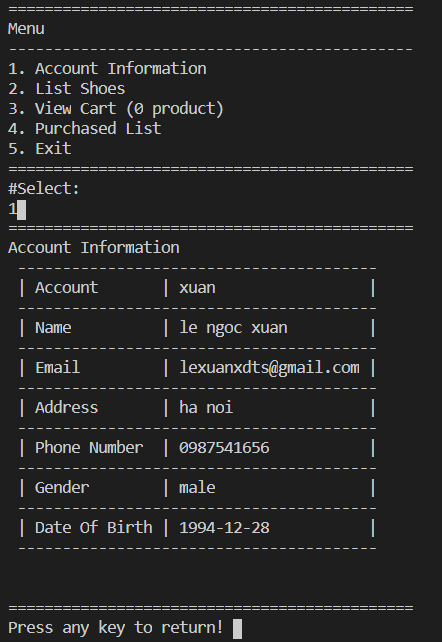 =============================================
Menu
---------------------------------------------
1. Account Information
2. List Shoes
3. View Cart (0 product)
4. Purchased List
5. Exit
=============================================
#Select:
1
=============================================
Account Information
 ----------------------------------------
 | Account       | xuan                 |
 ----------------------------------------
 | Name          | le ngoc xuan         |
 ----------------------------------------
 | Email         | lexuanxdts@gmail.com |
 ----------------------------------------
 | Address       | ha noi               |
 ----------------------------------------
 | Phone Number  | 0987541656           |
 ----------------------------------------
 | Gender        | male                 |
 ----------------------------------------
 | Date Of Birth | 1994-12-28           |
 ----------------------------------------
=============================================
Press any key to return!